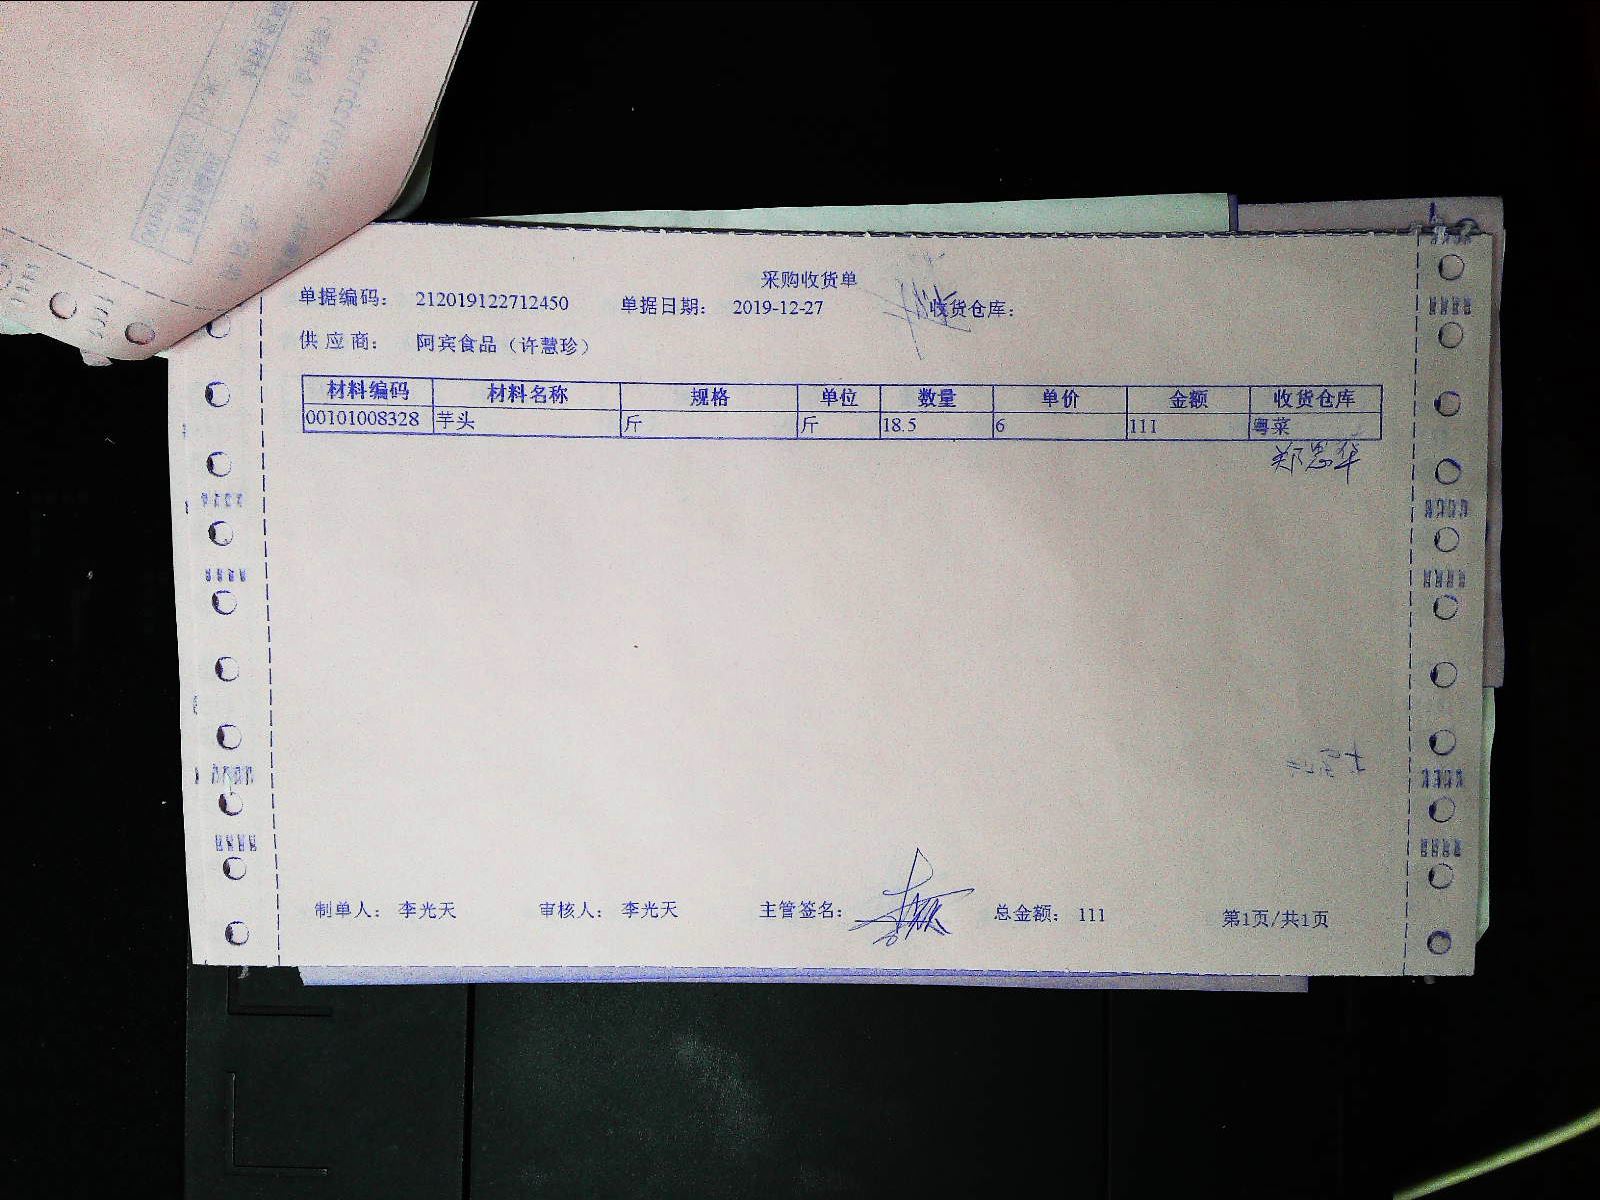 采购收货单
单据编码： 212019122712450 单据日期： 2019-12-27 收货仓库：
供应商： 阿宾食品（许慧珍）
材料编码 材料名称 规格 单位 数量 单价 金额 收货仓库
00101008328 芋头 斤 斤 18.5 6 111 粤菜
郑思华
制单人： 李光天 审核人： 李光天 主管签名： 总金额： 111 第1页/共1页